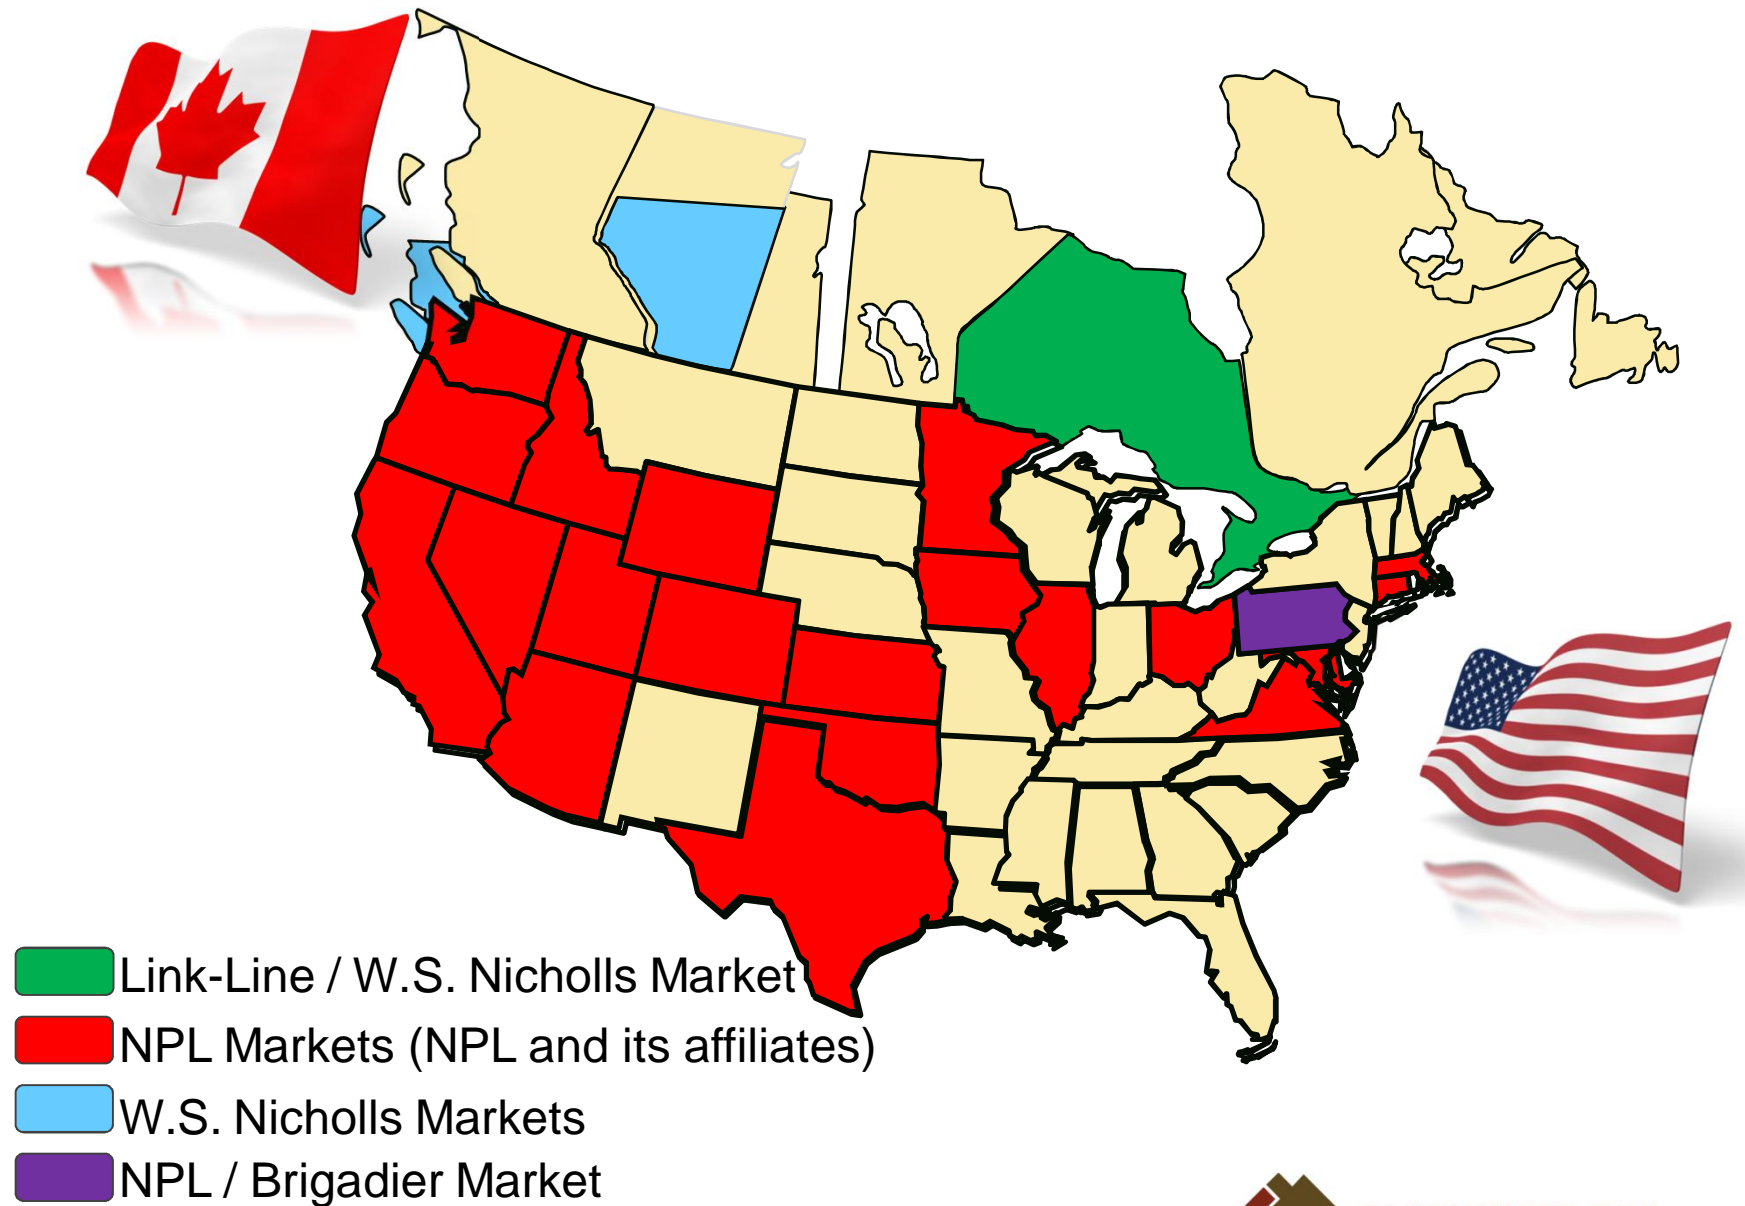 Link-Line / W.S. Nicholls Market
NPL Markets (NPL and its affiliates)
W.S. Nicholls Markets
NPL / Brigadier Market